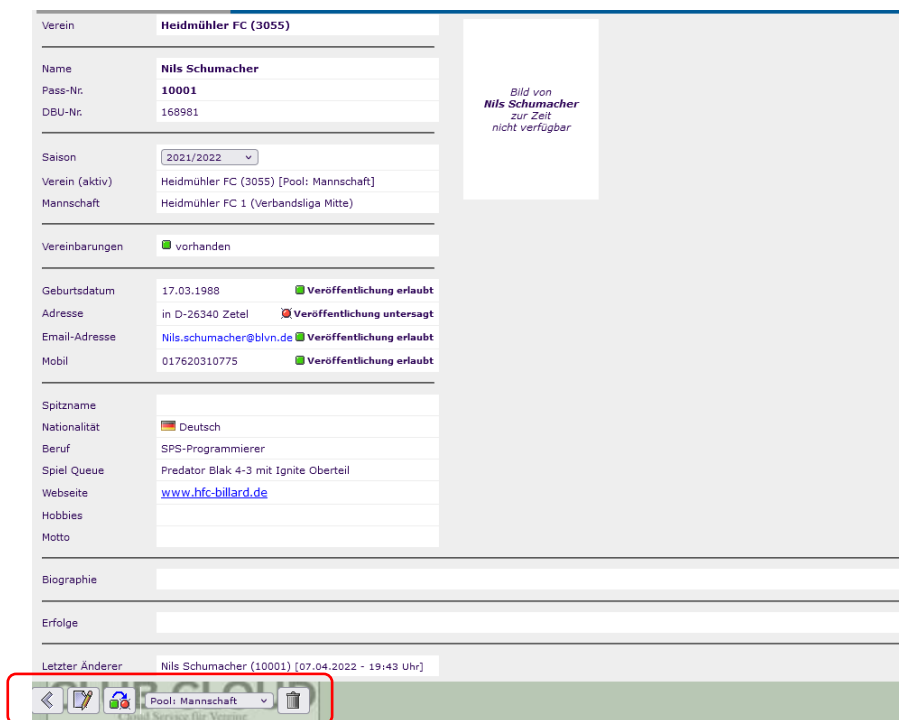 Verein Heidmühler FC (3055)
Name Nils Schumacher
Pass-Nr. 10001
DBU-Nr. 168981
Bild von
Nils Schumacher
zur Zeit
nicht verfügbar
Saison 2021/2022
Verein (aktiv) Heidmühler FC (3055) [Pool: Mannschaft]
Mannschaft Heidmühler FC 1 (Verbandsliga Mitte)
Vereinbarungen vorhanden
Geburtsdatum 17.03.1988 Veröffentlichung erlaubt
Adresse in D-26340 Zetel Veröffentlichung untersagt
Email-Adresse Nils.schumacher@blvn.de Veröffentlichung erlaubt
Mobil 017620310775 Veröffentlichung erlaubt
Spitzname
Nationalität Deutsch
Beruf SPS-Programmierer
Spiel Queue Predator Blak 4-3 mit Ignite Oberteil
Webseite www.hfc-billard.de
Hobbies
Motto
Biographie
Erfolge
Letzter Änderer Nils Schumacher (10001) [07.04.2022 - 19:43 Uhr]
Pool: Mannschaft
Cloud Service für Vereine